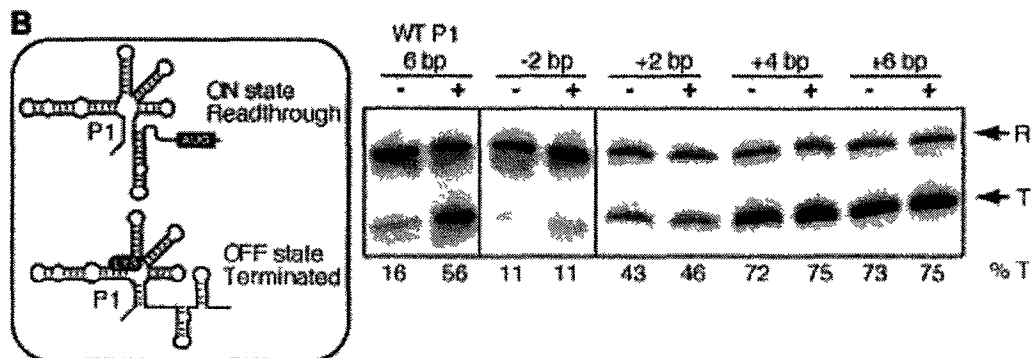 B
ON state
Readthrough
P1
AUG
OFF state
Terminated
P1
WT P1
6 bp -2 bp +2 bp +4 bp +6 bp
- + - + - + - + - +
R
T
16 56 11 11 43 46 72 75 73 75 % T